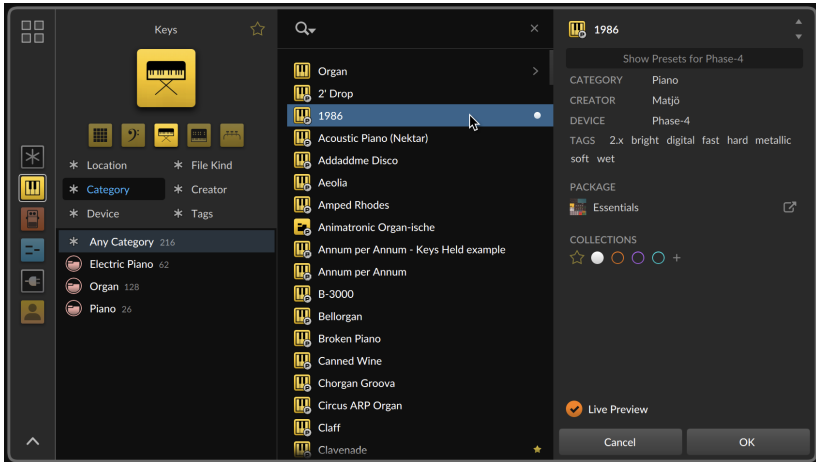 Keys
* Location
* File Kind
* Category
* Creator
* Device
* Tags
* Any Category 216
Electric Piano 62
Organ 128
Piano 26
Organ
2' Drop
1986
Acoustic Piano (Nektar)
Addaddme Disco
Aeolia
Amped Rhodes
Animatronic Organ-ische
Annum per Annum - Keys Held example
Annum per Annum
B-3000
Bellorgan
Broken Piano
Canned Wine
Chorgan Groova
Circus ARP Organ
Claff
Clavenade
1986
Show Presets for Phase-4
CATEGORY Piano
CREATOR Matjö
DEVICE Phase-4
TAGS 2.x bright digital fast hard metallic
soft wet
PACKAGE
Essentials
COLLECTIONS
Live Preview
Cancel
OK